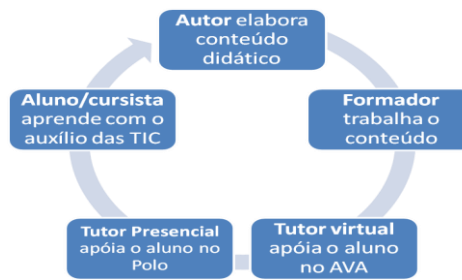 Autor elabora
conteúdo
didático
Formador
trabalha o
conteúdo
Tutor virtual
apóia o aluno
no AVA
Tutor Presencial
apóia o aluno no
Polo
Aluno/cursista
aprende com o
auxílio das TIC